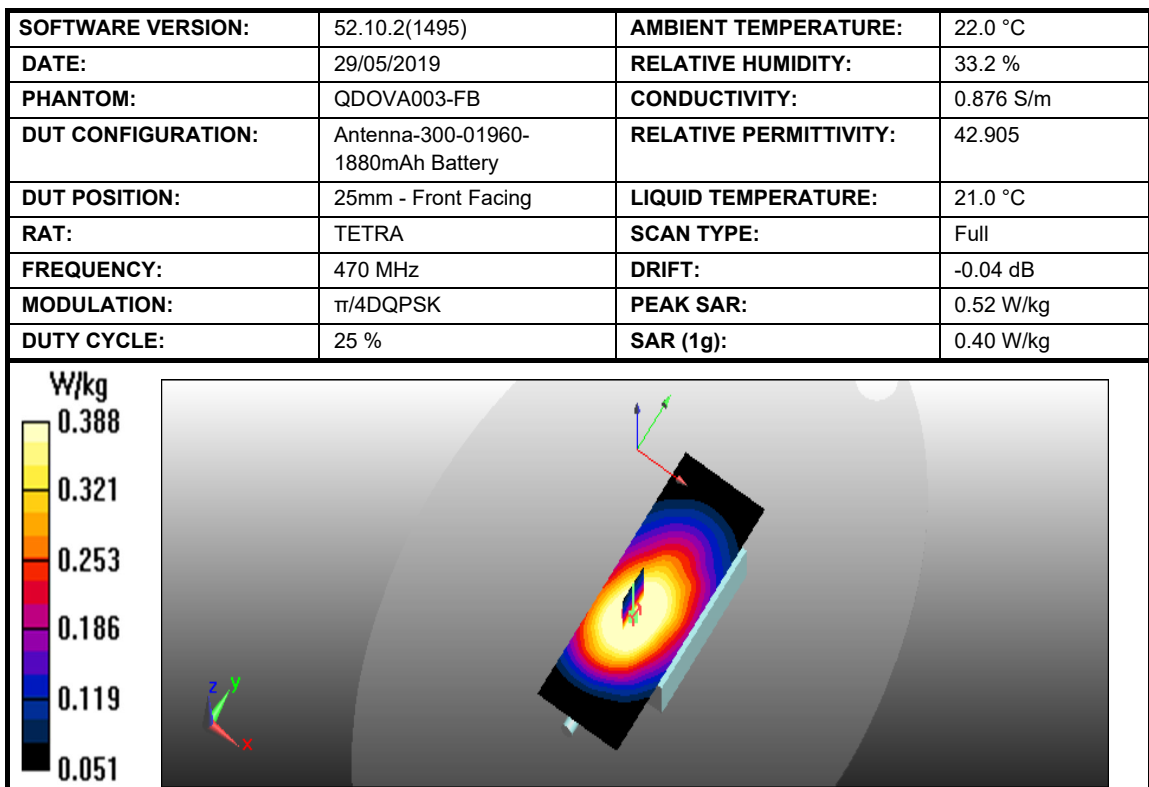 SOFTWARE VERSION: 52.10.2(1495) AMBIENT TEMPERATURE: 22.0 °C
DATE: 29/05/2019 RELATIVE HUMIDITY: 33.2 %
PHANTOM: QDOVA003-FB CONDUCTIVITY: 0.876 S/m
DUT CONFIGURATION: Antenna-300-01960- RELATIVE PERMITTIVITY: 42.905
1880mAh Battery
DUT POSITION: 25mm - Front Facing LIQUID TEMPERATURE: 21.0 °C
RAT: TETRA SCAN TYPE: Full
FREQUENCY: 470 MHz DRIFT: -0.04 dB
MODULATION: π/4DQPSK PEAK SAR: 0.52 W/kg
DUTY CYCLE: 25 % SAR (1g): 0.40 W/kg
W/kg
0.388
0.321
0.253
0.186
0.119
0.051
z y
x